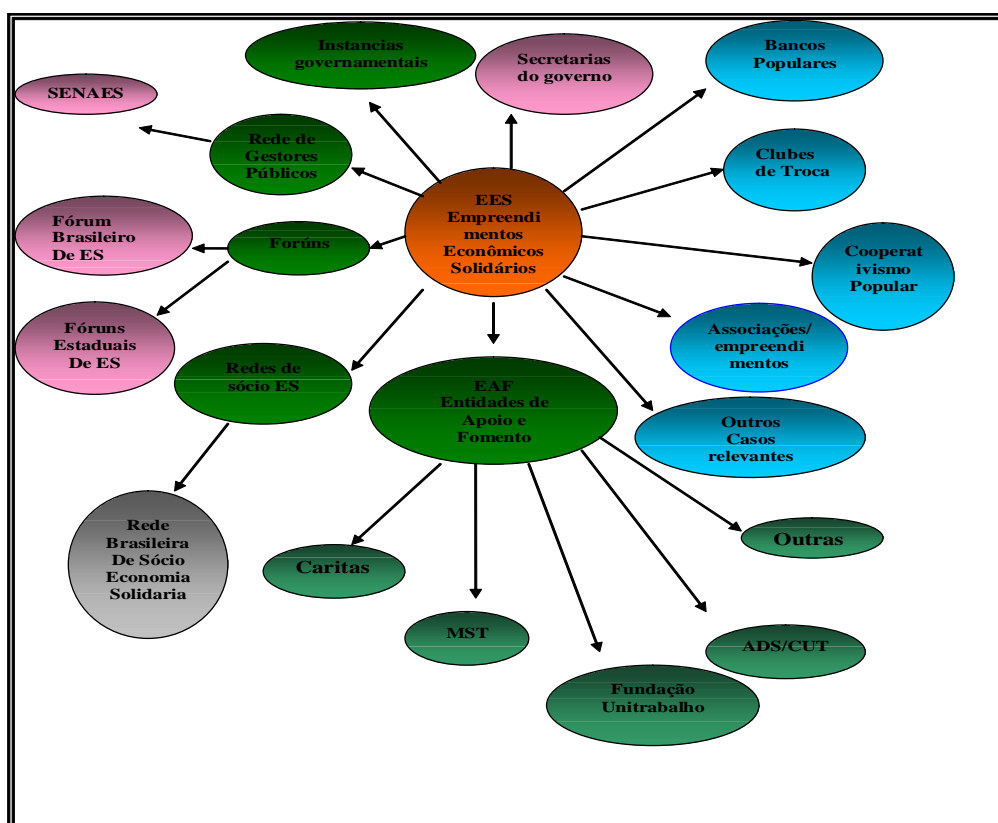 Instancias
governamentais
Secretarias
do governo
Bancos
Populares
SENAES
Rede de
Gestores
Públicos
Clubes
de Troca
EES
Empreendi
mentos
Econômicos
Solidários
Fórum
Brasileiro
De ES
Forúns
Cooperat
ivismo
Popular
Fóruns
Estaduais
De ES
Associações/
empreendi
mentos
Redes de
sócio ES
EAF
Entidades de
Apoio e
Fomento
Outros
Casos
relevantes
Rede
Brasileira
De Sócio
Economia
Solidaria
Caritas
Outras
MST
ADS/CUT
Fundação
Unitrabalho